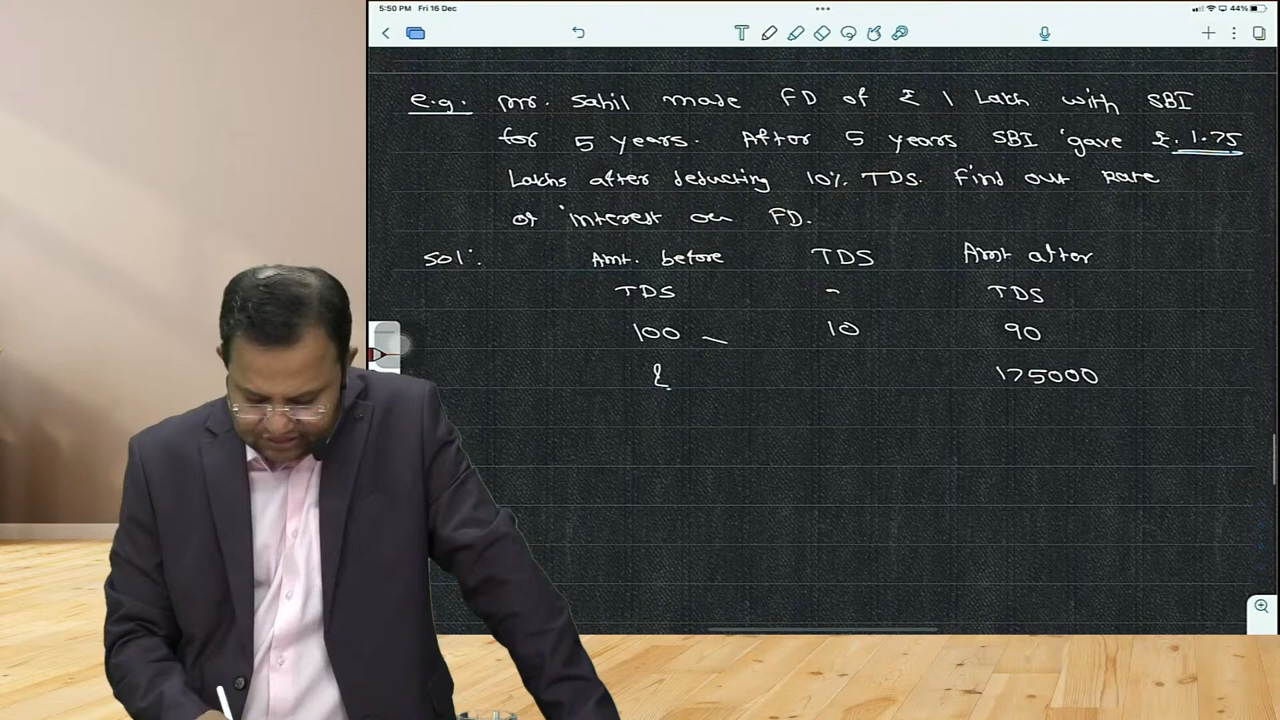 5:50 PM Fri 16 Dec
44%
T
e.g. Mr. Sahil made FD of ₹ 1 Lakh with SBI
for 5 years. After 5 years SBI gave ₹. 1.75
Lakhs after deducting 10% TDS. Find out Rate
of interest on FD.
Sol:
Amt. before TDS Amt after
TDS - TDS
100 10 90
175000